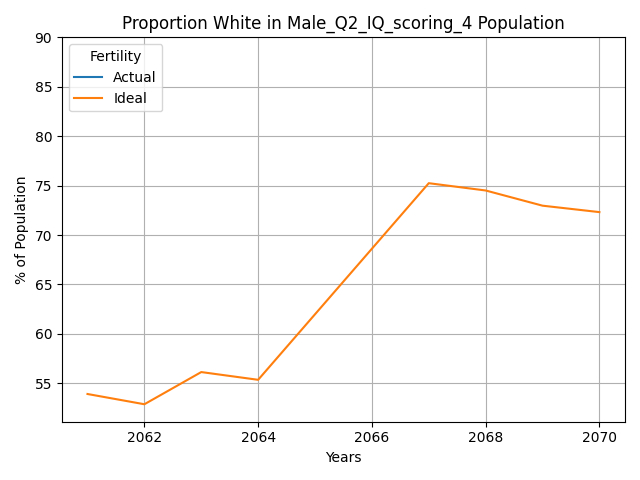 Proportion White in Male_Q2_IQ_scoring_4 Population
Fertility
Actual
Ideal
% of Population
90
85
80
75
70
65
60
55
2062 2064 2066 2068 2070
Years